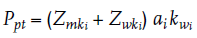 P_{pt} = (Z_{mk_i} + Z_{wk_i}) a_i k_{w_i}